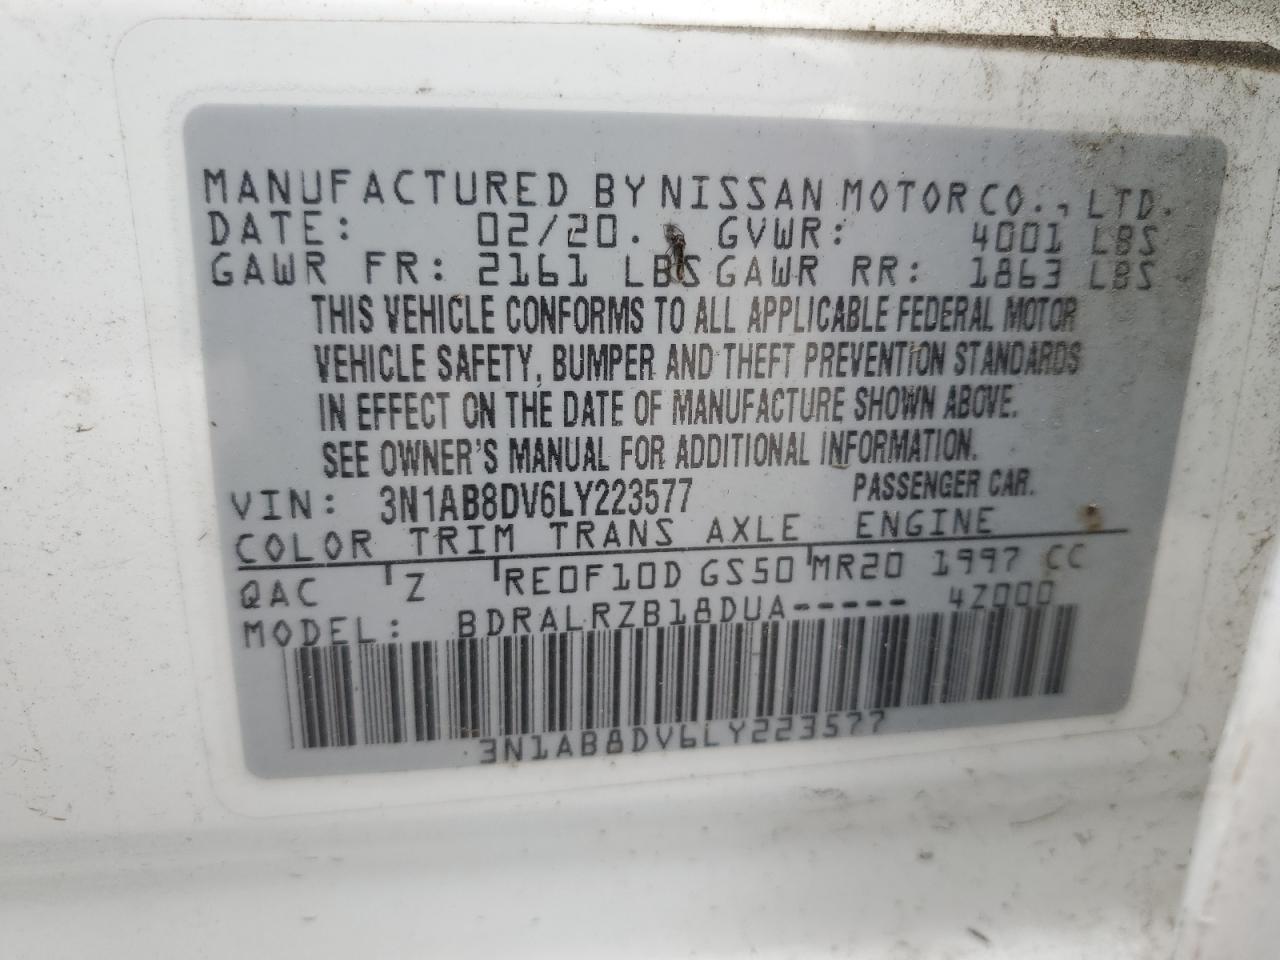 MANUFACTURED BY NISSAN MOTOR CO., LTD.
DATE: 02/20. GVWR: 4001 LBS
GAWR FR: 2161 LBS GAWR RR: 1863 LBS
THIS VEHICLE CONFORMS TO ALL APPLICABLE FEDERAL MOTOR
VEHICLE SAFETY, BUMPER AND THEFT PREVENTION STANDARDS
IN EFFECT ON THE DATE OF MANUFACTURE SHOWN ABOVE.
SEE OWNER'S MANUAL FOR ADDITIONAL INFORMATION.
VIN: 3N1AB8DV6LY223577 PASSENGER CAR.
COLOR TRIM TRANS AXLE ENGINE
QAC Z RE0F10D GS50 MR20 1997 CC
MODEL: BDRALRZB18DUA----- 4Z000
3N1AB8DV6LY223577